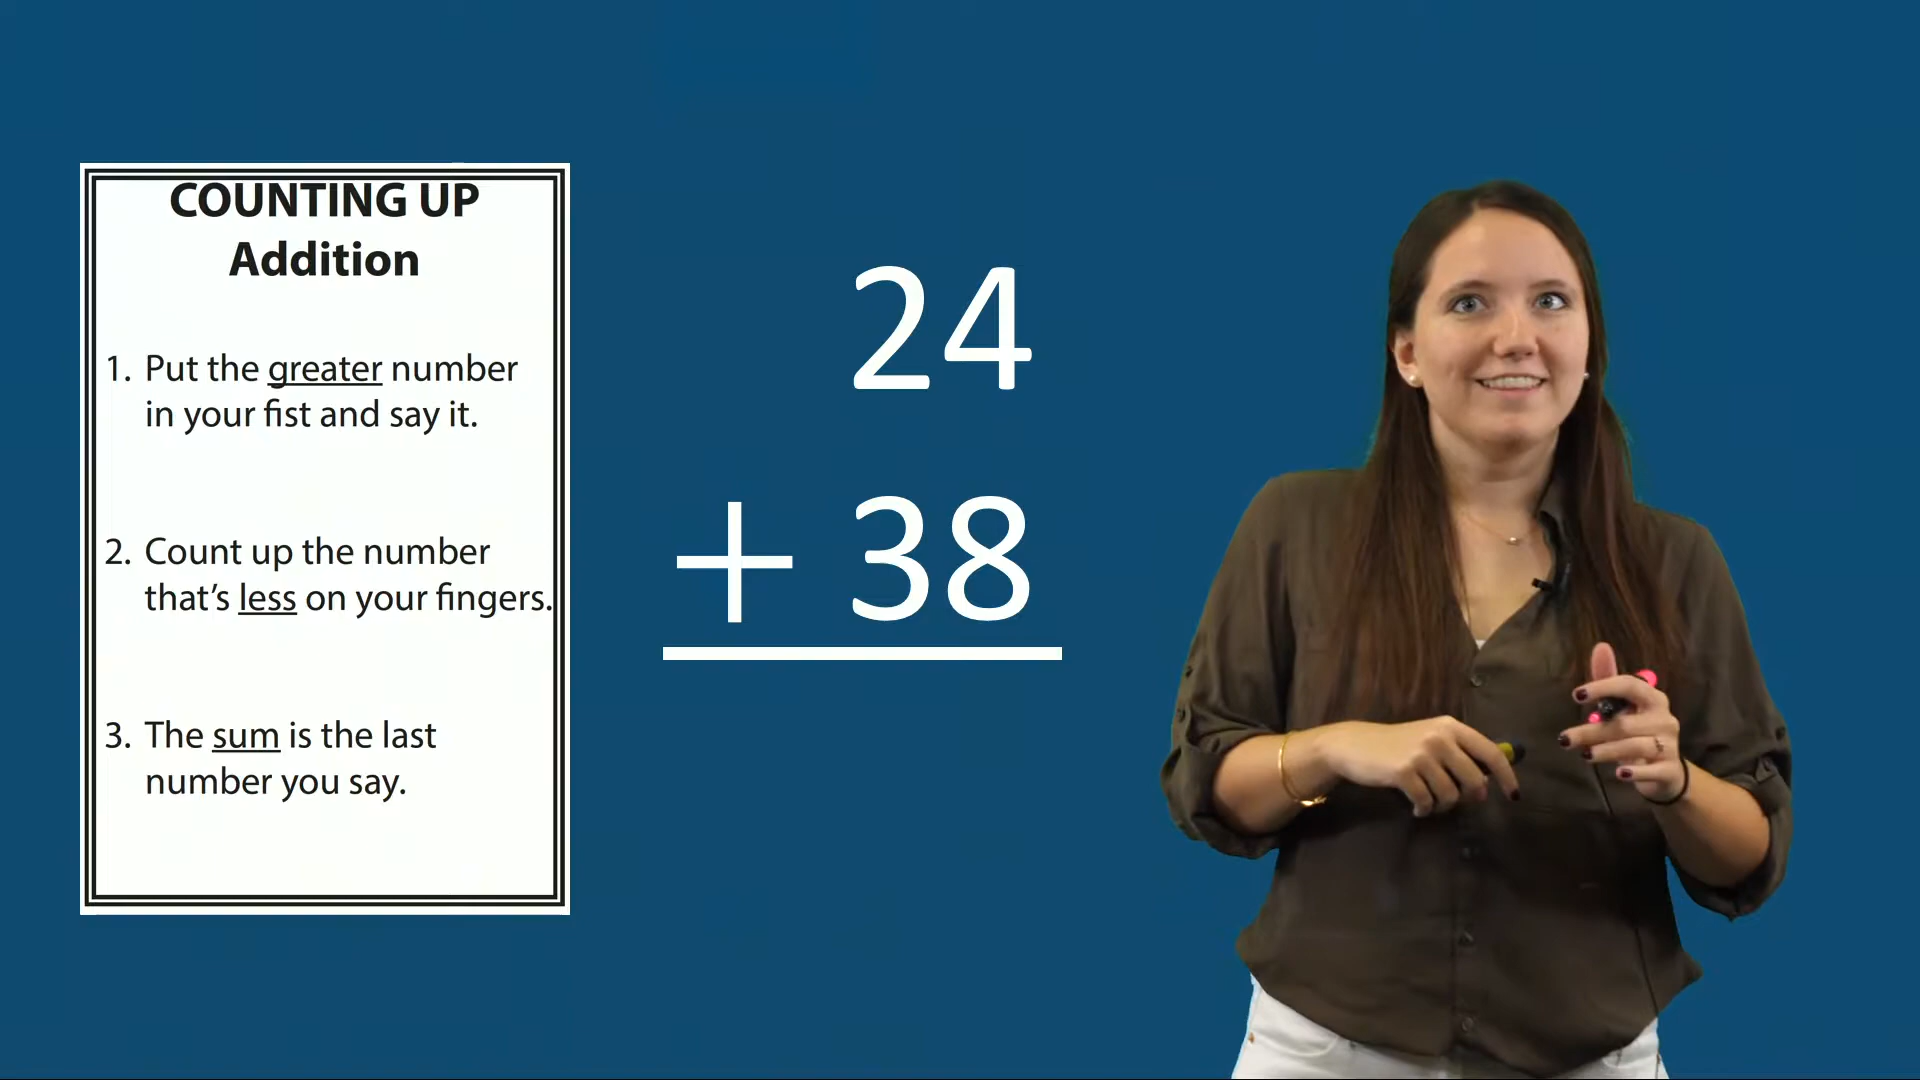 COUNTING UP
Addition
1. Put the greater number
in your fist and say it.
2. Count up the number
that’s less on your fingers.
3. The sum is the last
number you say.
24
+ 38